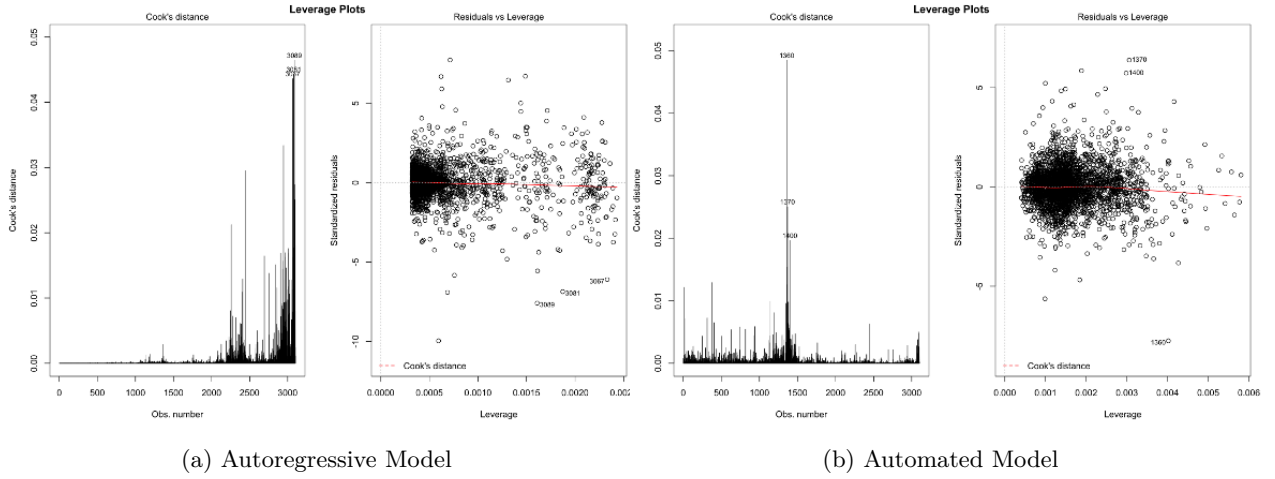 Leverage Plots
Cook's distance
Residuals vs Leverage
Cook's distance
0.00 0.01 0.02 0.03 0.04 0.05
3089
3087
0 500 1000 1500 2000 2500 3000
Obs. number
Standardized residuals
-10 -5 0 5
3067
3081
3089
Cook's distance
0.0000 0.0005 0.0010 0.0015 0.0020
Leverage
(a) Autoregressive Model
Leverage Plots
Cook's distance
Residuals vs Leverage
Cook's distance
0.00 0.01 0.02 0.03 0.04 0.05
1360
1370
1400
0 500 1000 1500 2000 2500 3000
Obs. number
Standardized residuals
-5 0 5
1370
1400
1360
Cook's distance
0.000 0.001 0.002 0.003 0.004 0.005 0.006
Leverage
(b) Automated Model